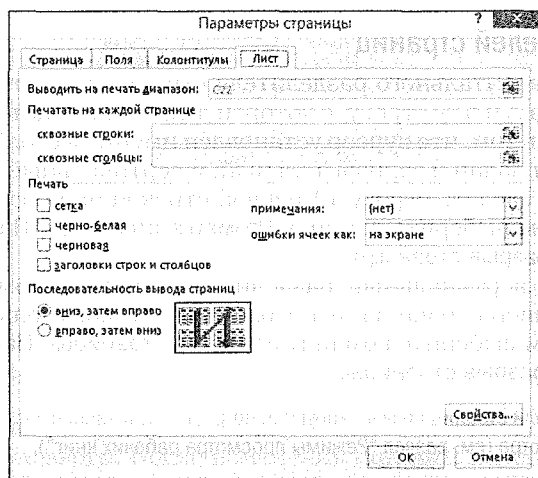 Параметры страницы ?
Страница Поля Колонтитулы Лист
Выводить на печать диапазон:
Печатать на каждой странице
сквозные строки:
сквозные столбцы:
Печать
сетка
черно-белая
черновая
заголовки строк и столбцов
примечания: (нет)
ошибки ячеек как: на экране
Последовательность вывода страниц
вниз, затем вправо
вправо, затем вниз
Свойства...
OK Отмена